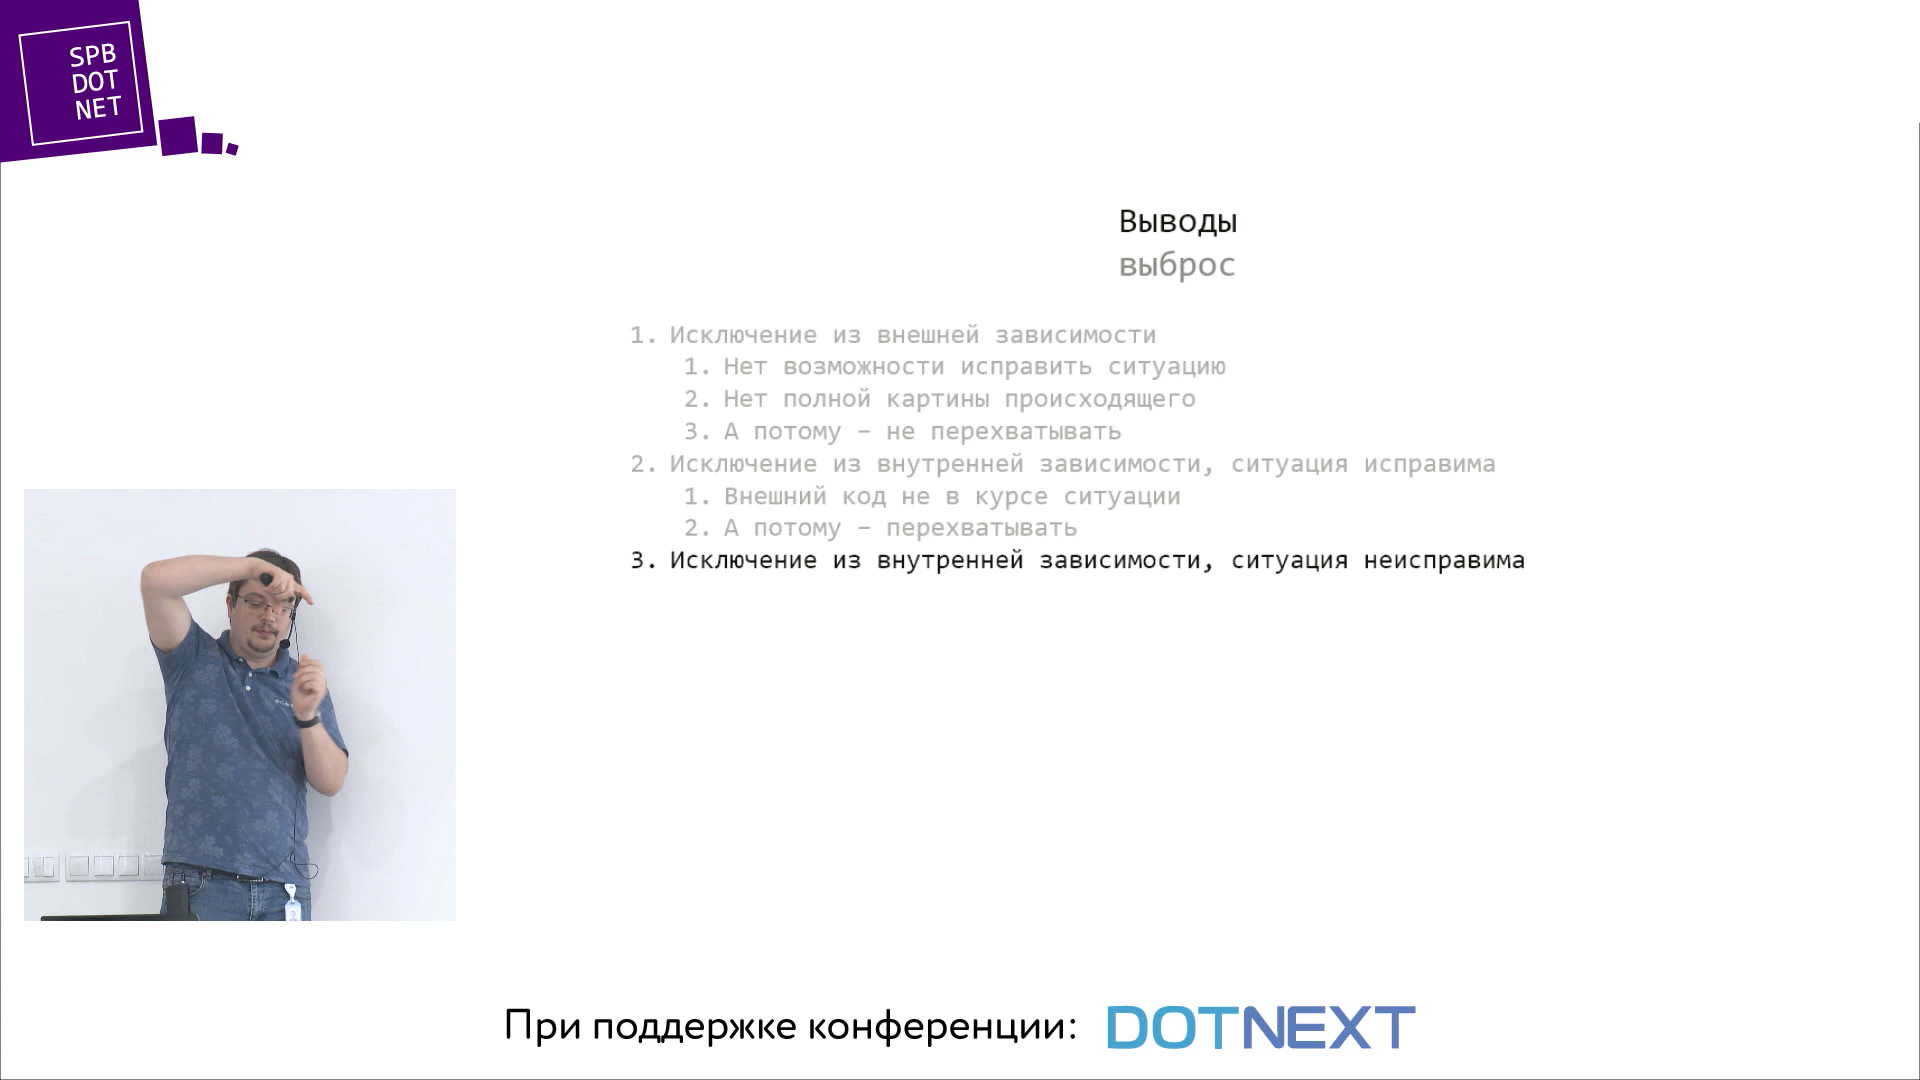 SPB
DOT
NET
Выводы
выброс
1. Исключение из внешней зависимости
1. Нет возможности исправить ситуацию
2. Нет полной картины происходящего
3. А потому – не перехватывать
2. Исключение из внутренней зависимости, ситуация исправима
1. Внешний код не в курсе ситуации
2. А потому – перехватывать
3. Исключение из внутренней зависимости, ситуация неисправима
При поддержке конференции:
DOTNEXT